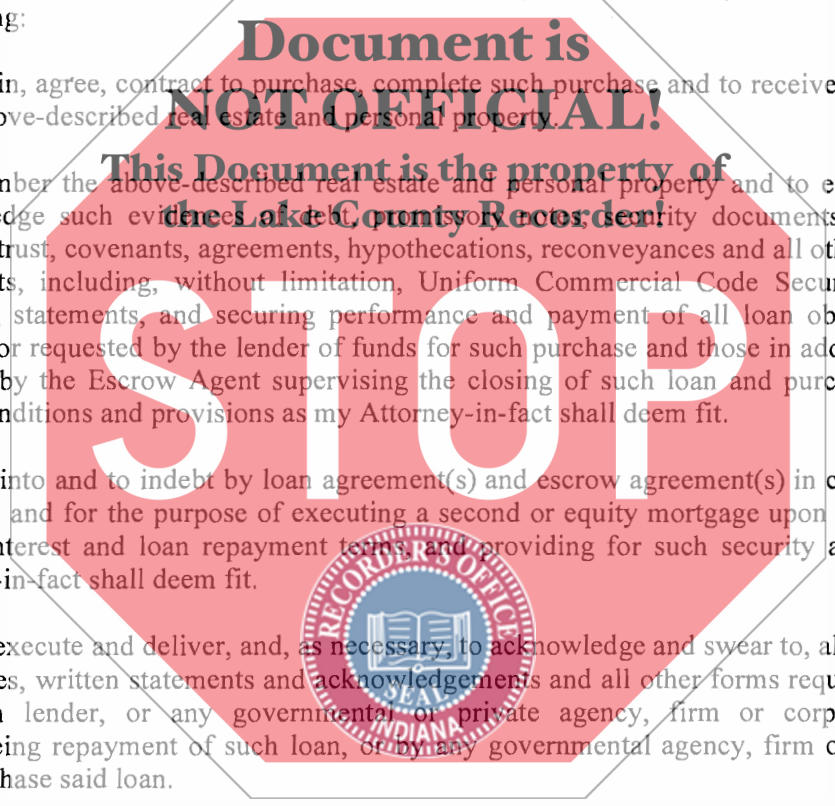 ng:
Document is
in, agree, contract to purchase, complete such purchase and to receive
ove-described real estate and personal property.
NOT OFFICIAL!
This Document is the property of
mber the above-described real estate and personal property and to e
the Lake County Recorder!
edge such evidences of debt, promissory notes, security documents
trust, covenants, agreements, hypothecations, reconveyances and all oth
ts, including, without limitation, Uniform Commercial Code Secur
statements, and securing performance and payment of all loan ob
or requested by the lender of funds for such purchase and those in add
by the Escrow Agent supervising the closing of such loan and purc
nditions and provisions as my Attorney-in-fact shall deem fit.
STOP
into and to indebt by loan agreement(s) and escrow agreement(s) in c
and for the purpose of executing a second or equity mortgage upon
nterest and loan repayment terms, and providing for such security a
-in-fact shall deem fit.
RECORDER'S OFFICE
SEAL
INDIANA
execute and deliver, and, as necessary, to acknowledge and swear to, al
es, written statements and acknowledgements and all other forms requ
lender, or any governmental or private agency, firm or corp
eing repayment of such loan, or by any governmental agency, firm o
hase said loan.